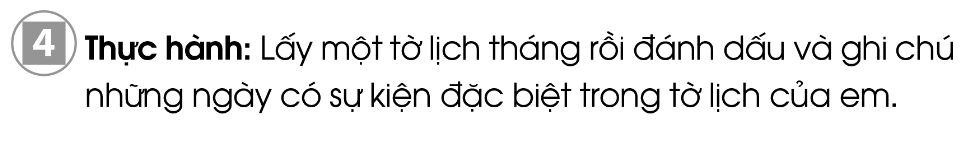 4 Thực hành: Lấy một tờ lịch tháng rồi đánh dấu và ghi chú
những ngày có sự kiện đặc biệt trong tờ lịch của em.